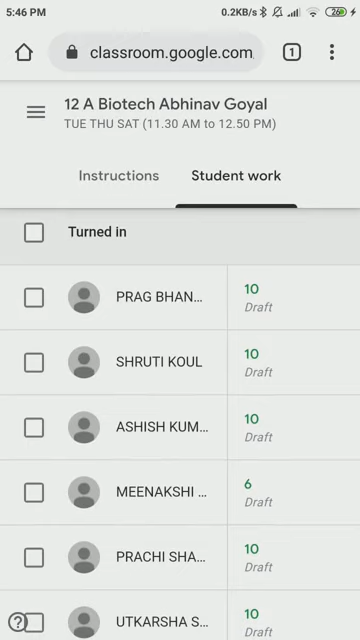 5:46 PM 0.2KB/s 26
classroom.google.com 1
12 A Biotech Abhinav Goyal
TUE THU SAT (11.30 AM to 12.50 PM)
Instructions Student work
Turned in
PRAG BHAN... 10
Draft
SHRUTI KOUL 10
Draft
ASHISH KUM... 10
Draft
MEENAKSHI ... 6
Draft
PRACHI SHA... 10
Draft
UTKARSHA S... 10
Draft